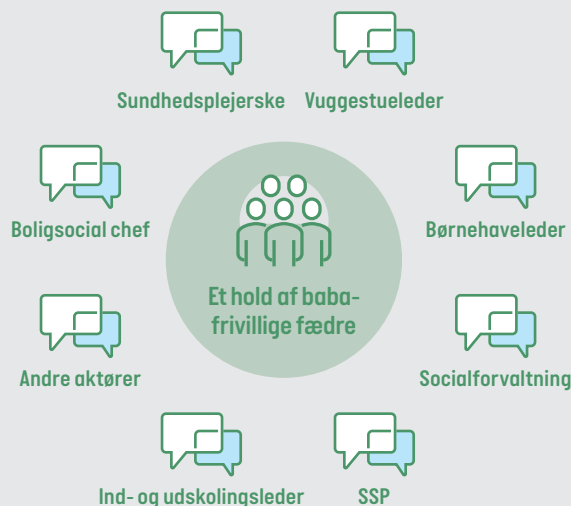 Sundhedsplejerske
Vuggestueleder
Boligsocial chef
Børnehaveleder
Et hold af baba-
frivillige fædre
Andre aktører
Socialforvaltning
Ind- og udskolingsleder
SSP